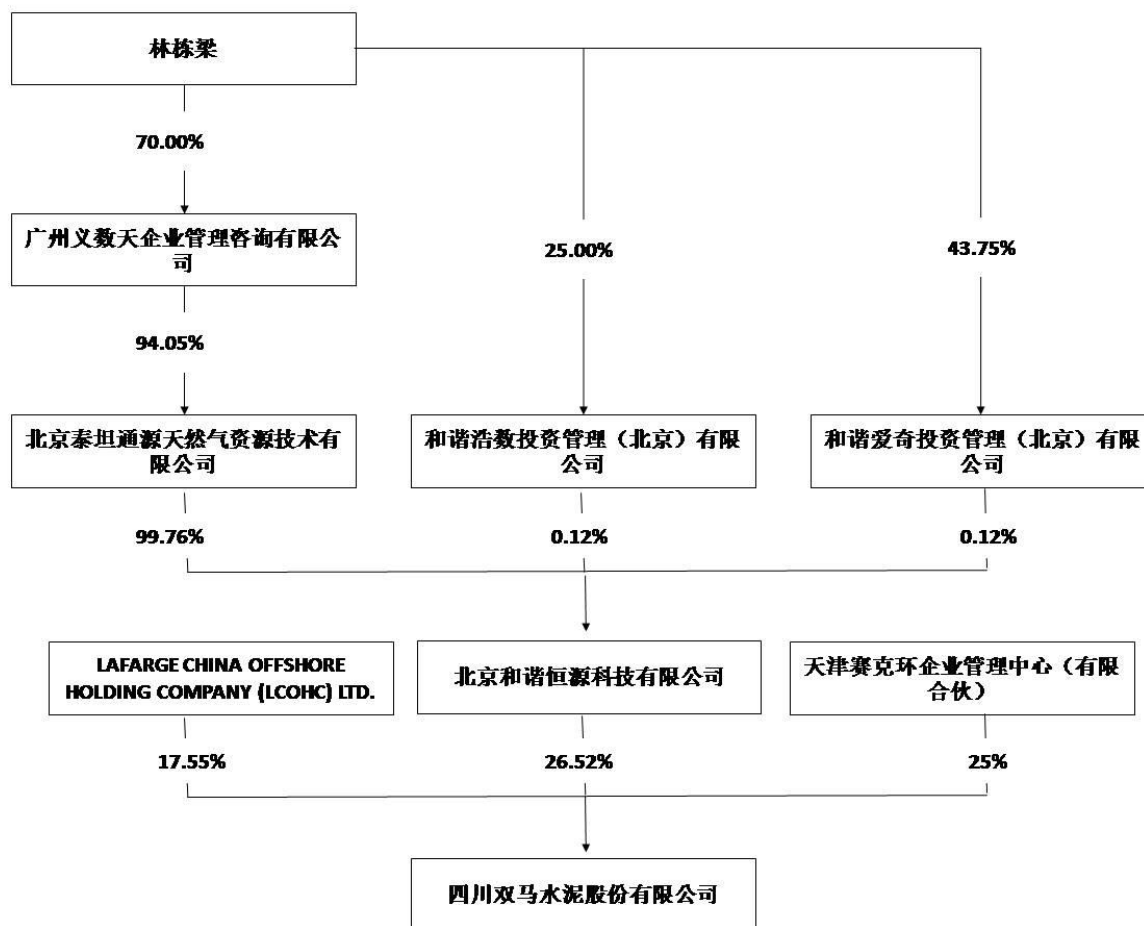 林栋梁
70.00%
广州义数天企业管理咨询有限公
司
25.00%
43.75%
94.05%
北京泰坦通源天然气资源技术有
限公司
和谐浩数投资管理（北京）有限
公司
和谐爱奇投资管理（北京）有限
公司
99.76%
0.12%
0.12%
LAFARGE CHINA OFFSHORE
HOLDING COMPANY (LCOHC) LTD.
北京和谐恒源科技有限公司
天津赛克环企业管理中心（有限
合伙）
17.55%
26.52%
25%
四川双马水泥股份有限公司